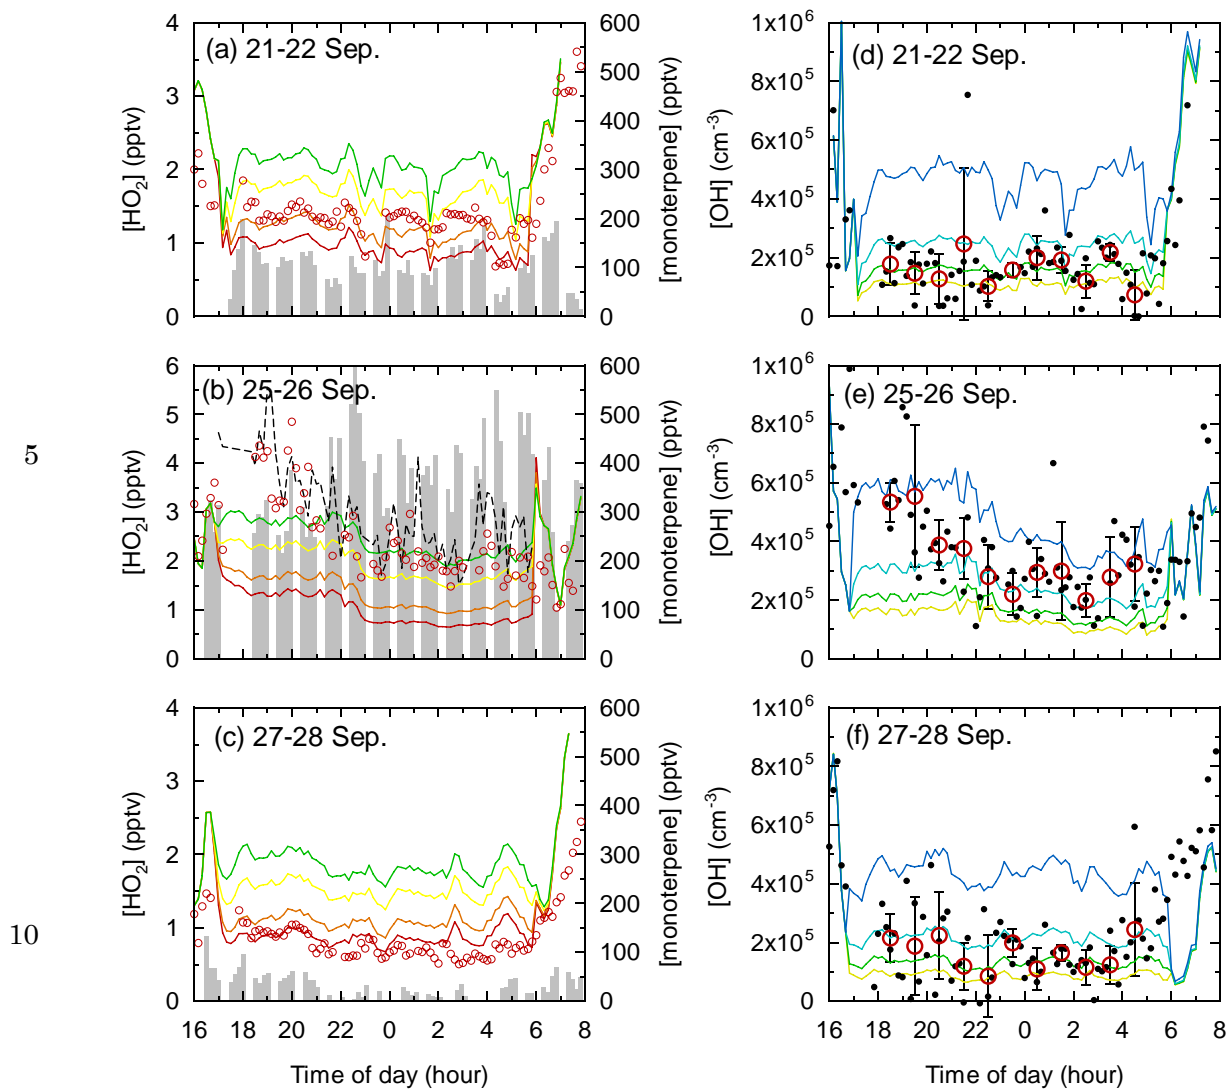 (a) 21-22 Sep.
[HO2] (pptv)
4
3
2
1
0
600
500
400
300
200
100
0
[monoterpene] (pptv)
(d) 21-22 Sep.
[OH] (cm-3)
1x10^6
8x10^5
6x10^5
4x10^5
2x10^5
0
5
(b) 25-26 Sep.
[HO2] (pptv)
6
5
4
3
2
1
0
600
500
400
300
200
100
0
[monoterpene] (pptv)
(e) 25-26 Sep.
[OH] (cm-3)
1x10^6
8x10^5
6x10^5
4x10^5
2x10^5
0
10
(c) 27-28 Sep.
[HO2] (pptv)
4
3
2
1
0
600
500
400
300
200
100
0
[monoterpene] (pptv)
16 18 20 22 0 2 4 6 8
Time of day (hour)
(f) 27-28 Sep.
[OH] (cm-3)
1x10^6
8x10^5
6x10^5
4x10^5
2x10^5
0
16 18 20 22 0 2 4 6 8
Time of day (hour)